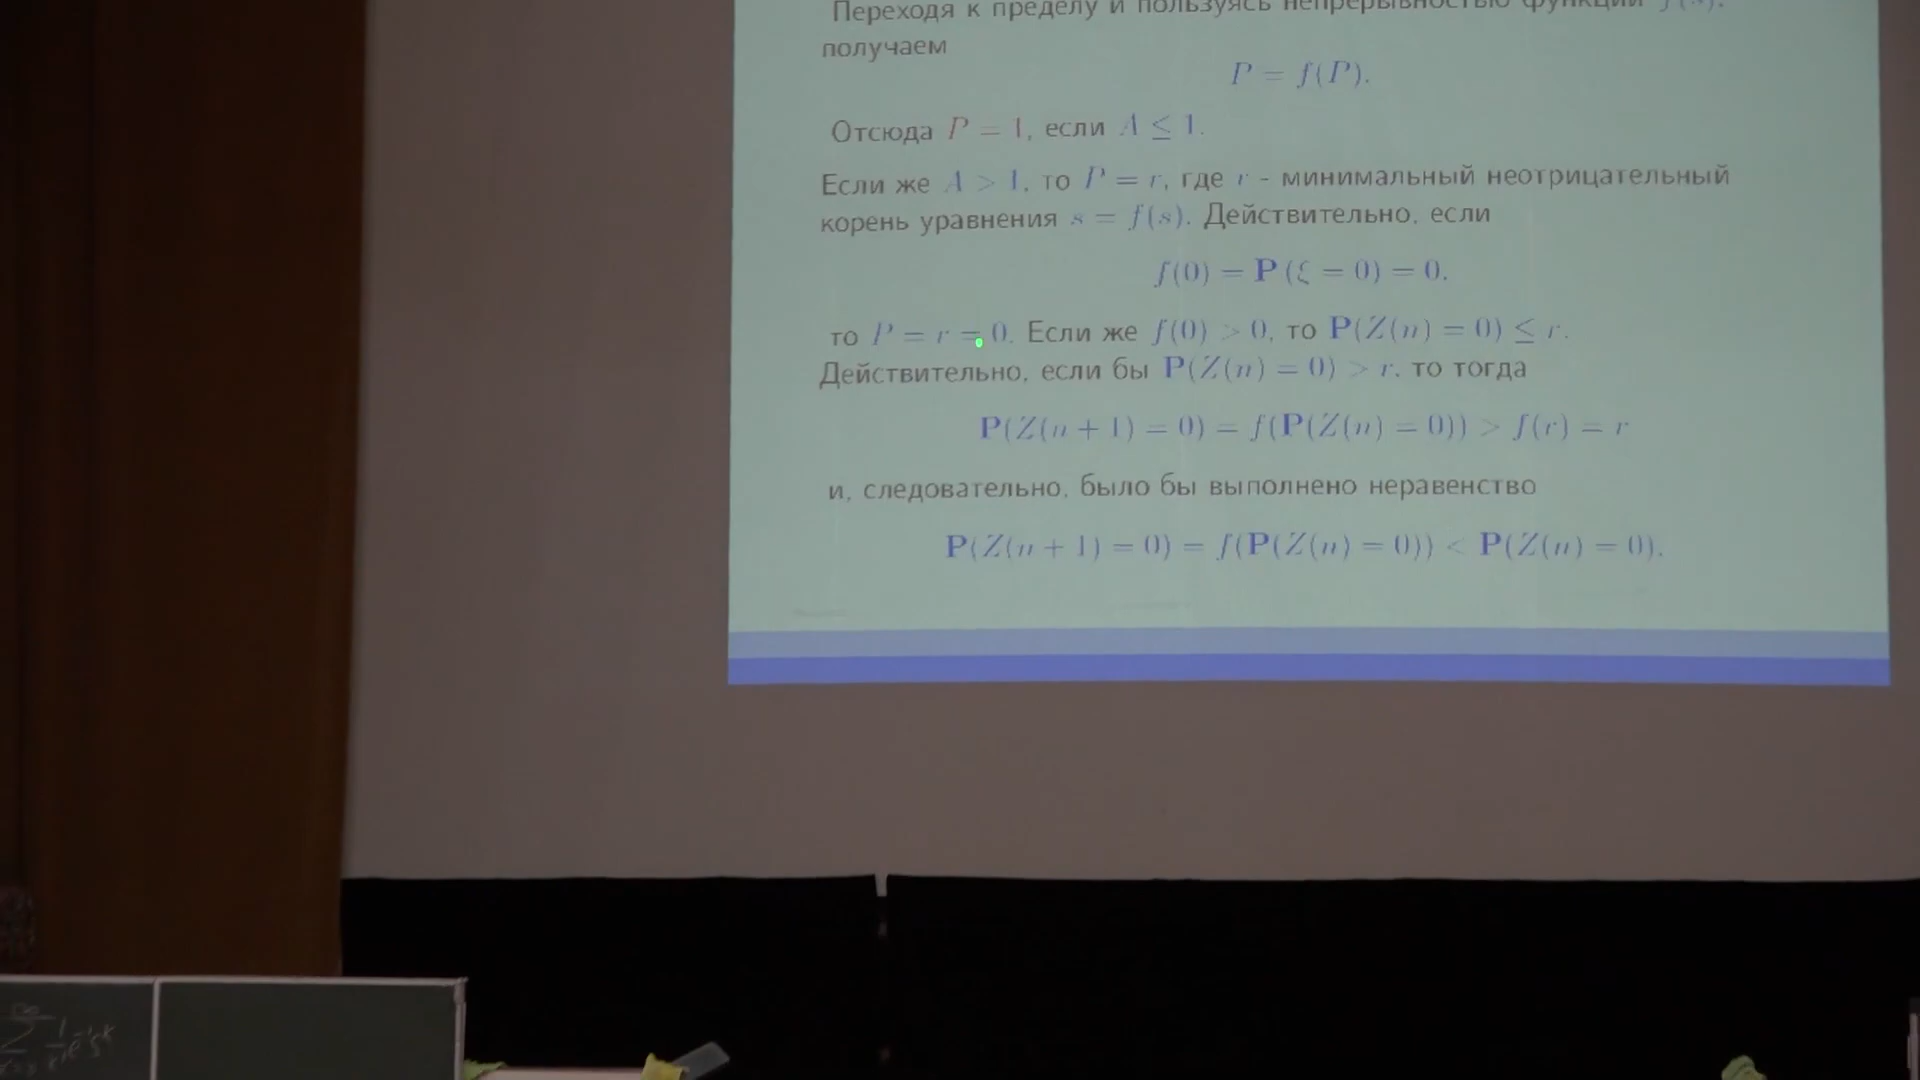 Переходя к пределу и пользуясь непрерывностью функции f(s),
получаем
P = f(P).
Отсюда P = 1, если A ≤ 1.
Если же A > 1, то P = r, где r - минимальный неотрицательный
корень уравнения s = f(s). Действительно, если
f(0) = P (ξ = 0) = 0,
то P = r = 0. Если же f(0) > 0, то P(Z(n) = 0) ≤ r.
Действительно, если бы P(Z(n) = 0) > r, то тогда
P(Z(n + 1) = 0) = f(P(Z(n) = 0)) > f(r) = r
и, следовательно, было бы выполнено неравенство
P(Z(n + 1) = 0) = f(P(Z(n) = 0)) < P(Z(n) = 0).